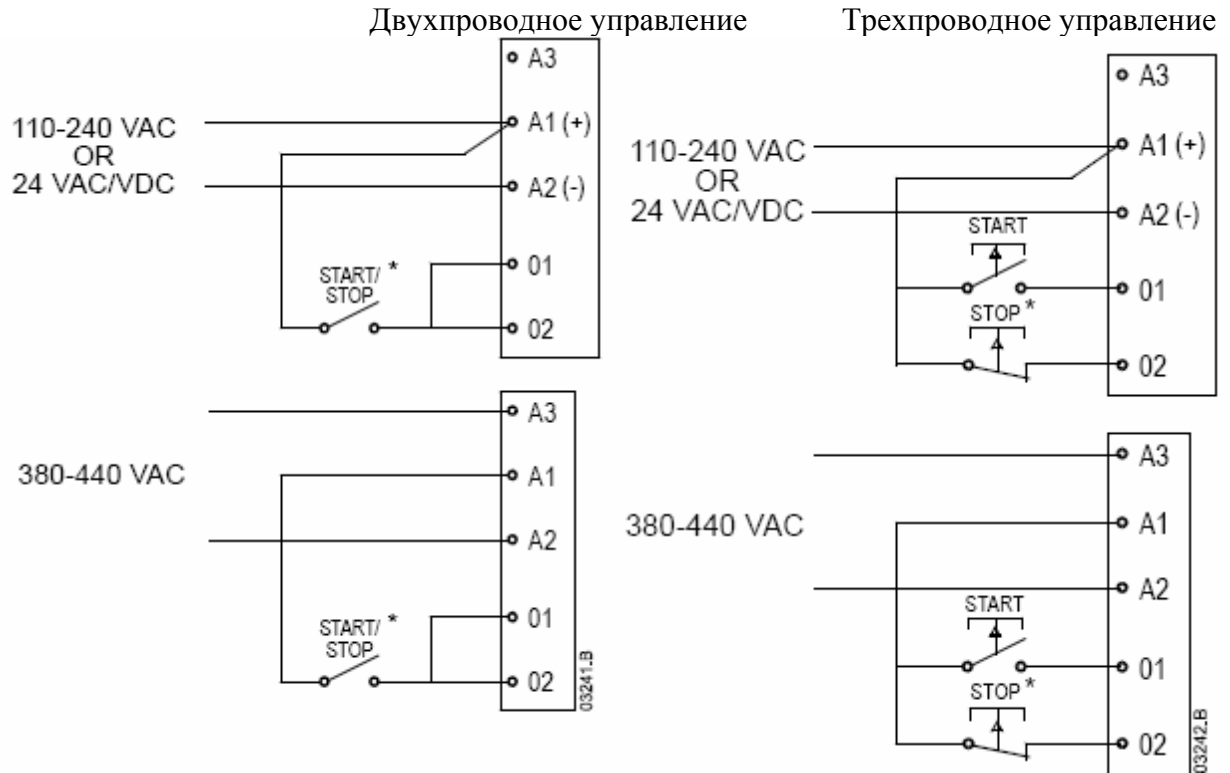 Двухпроводное управление
A3
110-240 VAC
OR
24 VAC/VDC
A1 (+)
A2 (-)
START/ *
STOP
01
02
380-440 VAC
A3
A1
A2
START/ *
STOP
01
02
03241.B
Трехпроводное управление
A3
110-240 VAC
OR
24 VAC/VDC
A1 (+)
A2 (-)
START
01
STOP *
02
380-440 VAC
A3
A1
A2
START
01
STOP *
02
03242.B